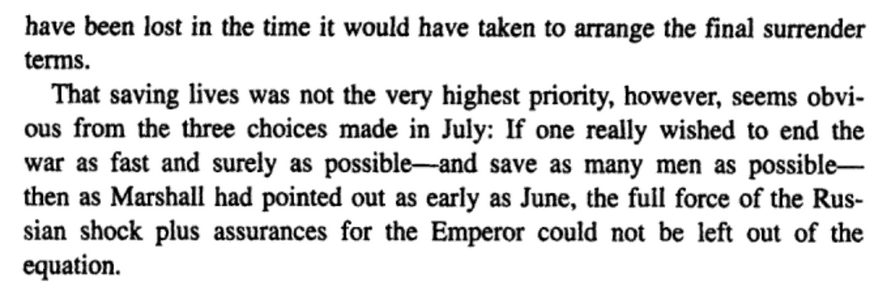 have been lost in the time it would have taken to arrange the final surrender
terms.
That saving lives was not the very highest priority, however, seems obvi-
ous from the three choices made in July: If one really wished to end the
war as fast and surely as possible—and save as many men as possible—
then as Marshall had pointed out as early as June, the full force of the Rus-
sian shock plus assurances for the Emperor could not be left out of the
equation.